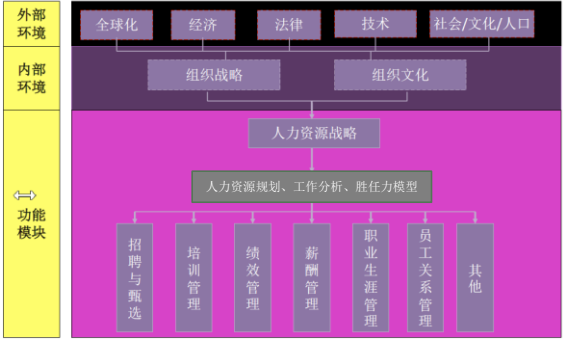 外部
环境
全球化
经济
法律
技术
社会/文化/人口
内部
环境
组织战略
组织文化
功能
模块
人力资源战略
人力资源规划、工作分析、胜任力模型
招聘与甄选
培训管理
绩效管理
薪酬管理
职业生涯管理
员工关系管理
其他